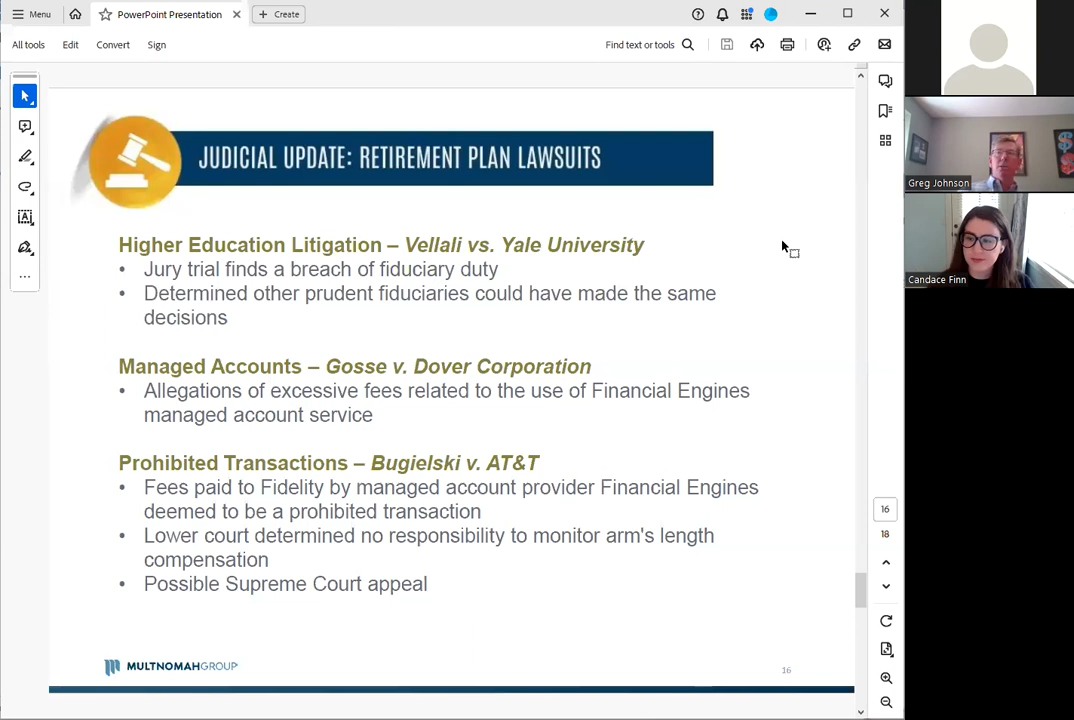 Menu
PowerPoint Presentation
Create
All tools
Edit
Convert
Sign
Find text or tools
JUDICIAL UPDATE: RETIREMENT PLAN LAWSUITS
Higher Education Litigation – Vellali vs. Yale University
• Jury trial finds a breach of fiduciary duty
• Determined other prudent fiduciaries could have made the same
decisions
Managed Accounts – Gosse v. Dover Corporation
• Allegations of excessive fees related to the use of Financial Engines
managed account service
Prohibited Transactions – Bugielski v. AT&T
• Fees paid to Fidelity by managed account provider Financial Engines
deemed to be a prohibited transaction
• Lower court determined no responsibility to monitor arm's length
compensation
• Possible Supreme Court appeal
MULTNOMAHGROUP
16
16
18
Greg Johnson
Candace Finn